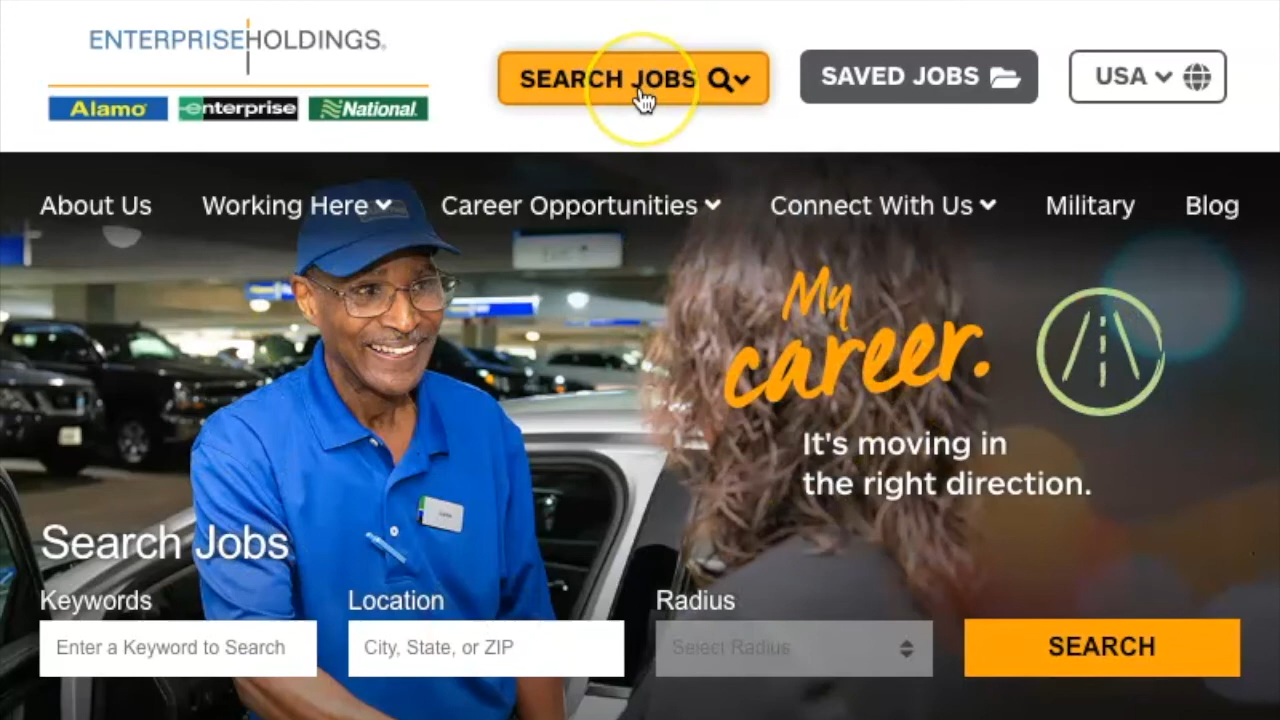 ENTERPRISE HOLDINGS.
Alamo enterprise National.
SEARCH JOBS
SAVED JOBS
USA
About Us
Working Here
Career Opportunities
Connect With Us
Military
Blog
My
career.
It's moving in
the right direction.
Search Jobs
Keywords
Location
Radius
Enter a Keyword to Search
City, State, or ZIP
Select Radius
SEARCH